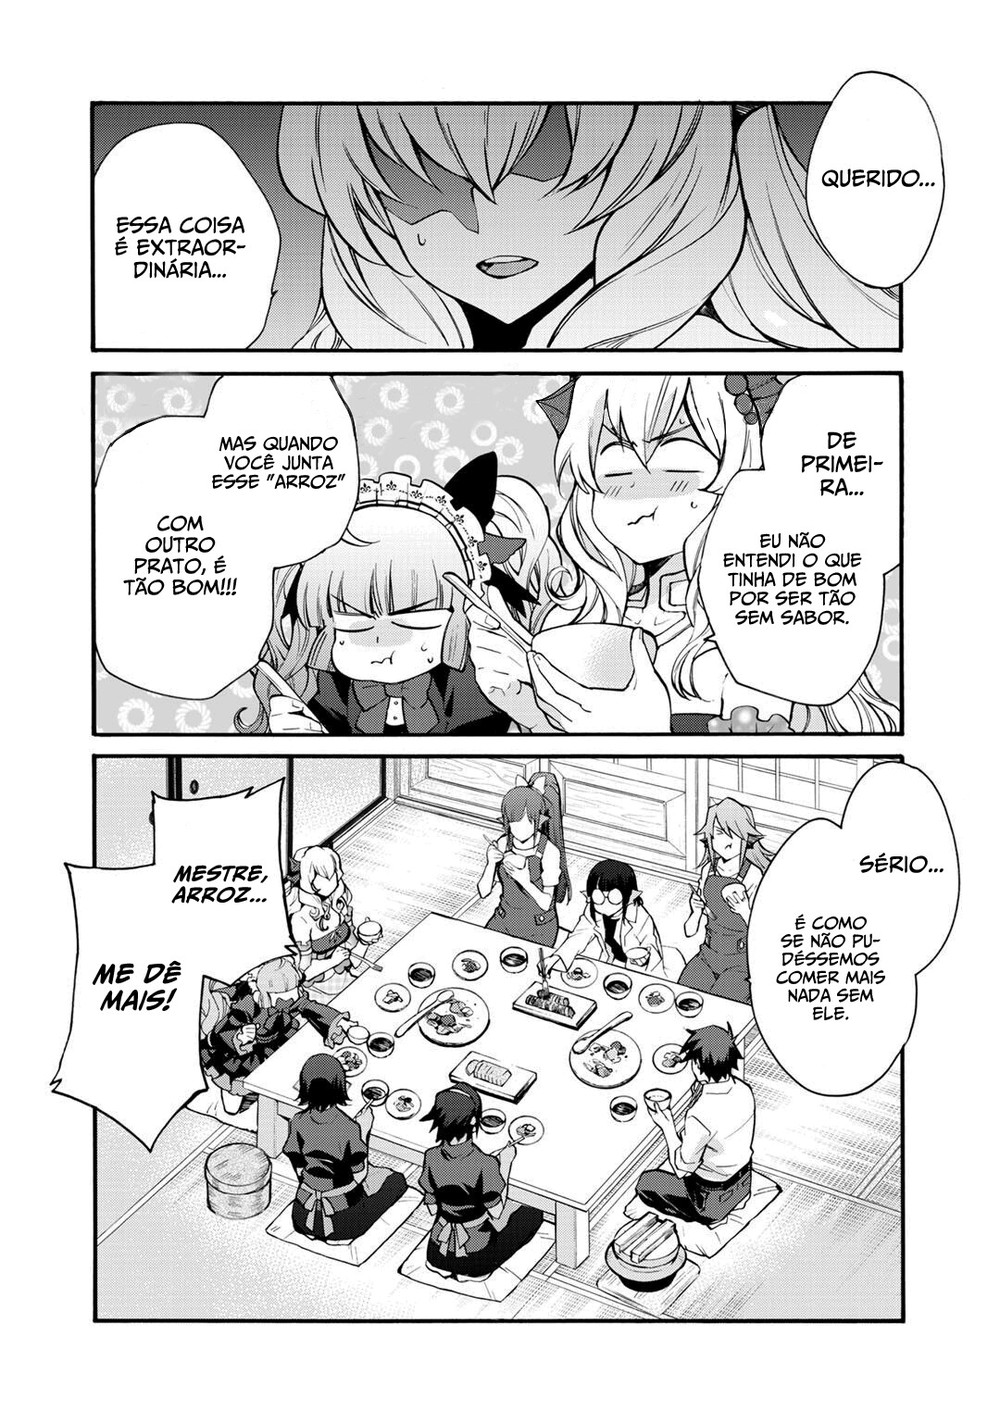 QUERIDO...
ESSA COISA
É EXTRAOR-
DINÁRIA...
DE
PRIMEI-
RA...
EU NÃO
ENTENDI O QUE
TINHA DE BOM
POR SER TÃO
SEM SABOR.
MAS QUANDO
VOCÊ JUNTA
ESSE "ARROZ"
COM
OUTRO
PRATO, É
TÃO BOM!!!
SÉRIO...
É COMO
SE NÃO PU-
DÉSSEMOS
COMER MAIS
NADA SEM
ELE.
MESTRE,
ARROZ...
ME DÊ
MAIS!